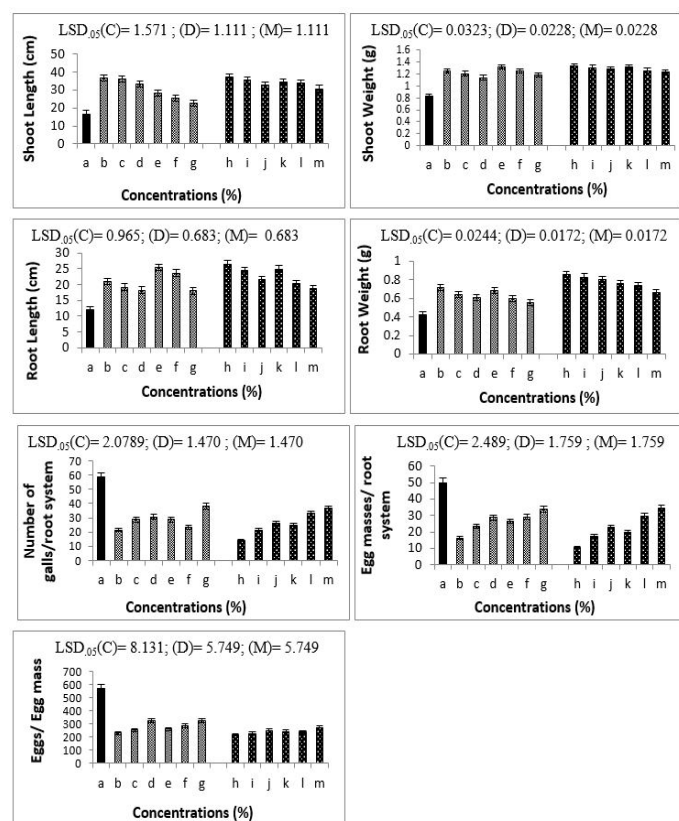 LSD.05(C) = 1.571 ; (D) = 1.111 ; (M) = 1.111
Shoot Length (cm)
50
40
30
20
10
0
a b c d e f g h i j k l m
Concentrations (%)
LSD.05(C)= 0.0323; (D) = 0.0228; (M) = 0.0228
Shoot Weight (g)
1.6
1.4
1.2
1
0.8
0.6
0.4
0.2
0
a b c d e f g h i j k l m
Concentrations (%)
LSD.05(C)= 0.965; (D) = 0.683; (M)= 0.683
Root Length (cm)
30
25
20
15
10
5
0
a b c d e f g h i j k l m
Concentrations (%)
LSD.05(C)= 0.0244; (D)= 0.0172; (M)= 0.0172
Root Weight (g)
1
0.8
0.6
0.4
0.2
0
a b c d e f g h i j k l m
Concentrations (%)
LSD.05(C)= 2.0789; (D)= 1.470 ; (M)= 1.470
Number of
galls/root system
70
60
50
40
30
20
10
0
a b c d e f g h i j k l m
Concentrations (%)
LSD.05(C) = 2.489; (D) = 1.759 ; (M) = 1.759
Egg masses/ root
system
60
50
40
30
20
10
0
a b c d e f g h i j k l m
Concentrations (%)
LSD.05(C) = 8.131; (D)= 5.749; (M)= 5.749
Eggs/ Egg mass
700
600
500
400
300
200
100
0
a b c d e f g h i j k l m
Concentrations (%)